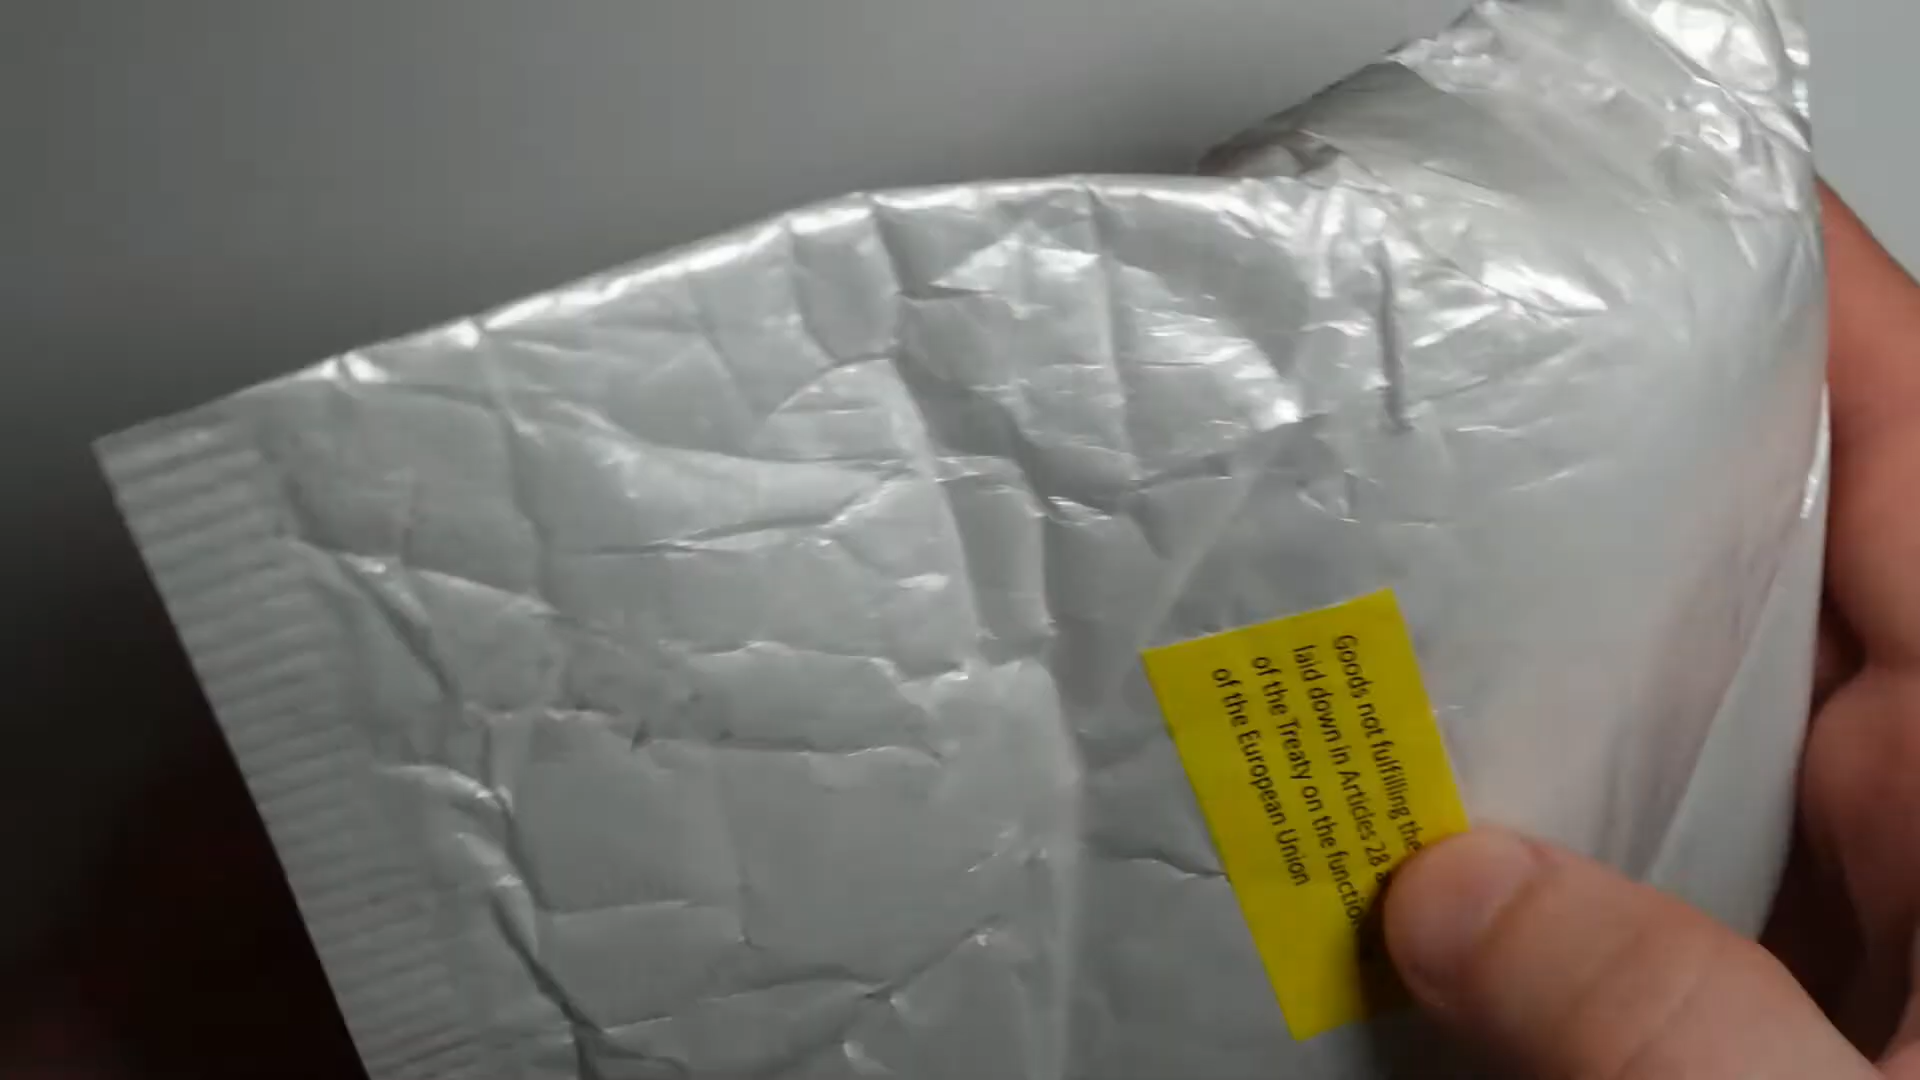 Goods not fulfilling the
laid down in Articles 28 &
of the Treaty on the
of the European Union